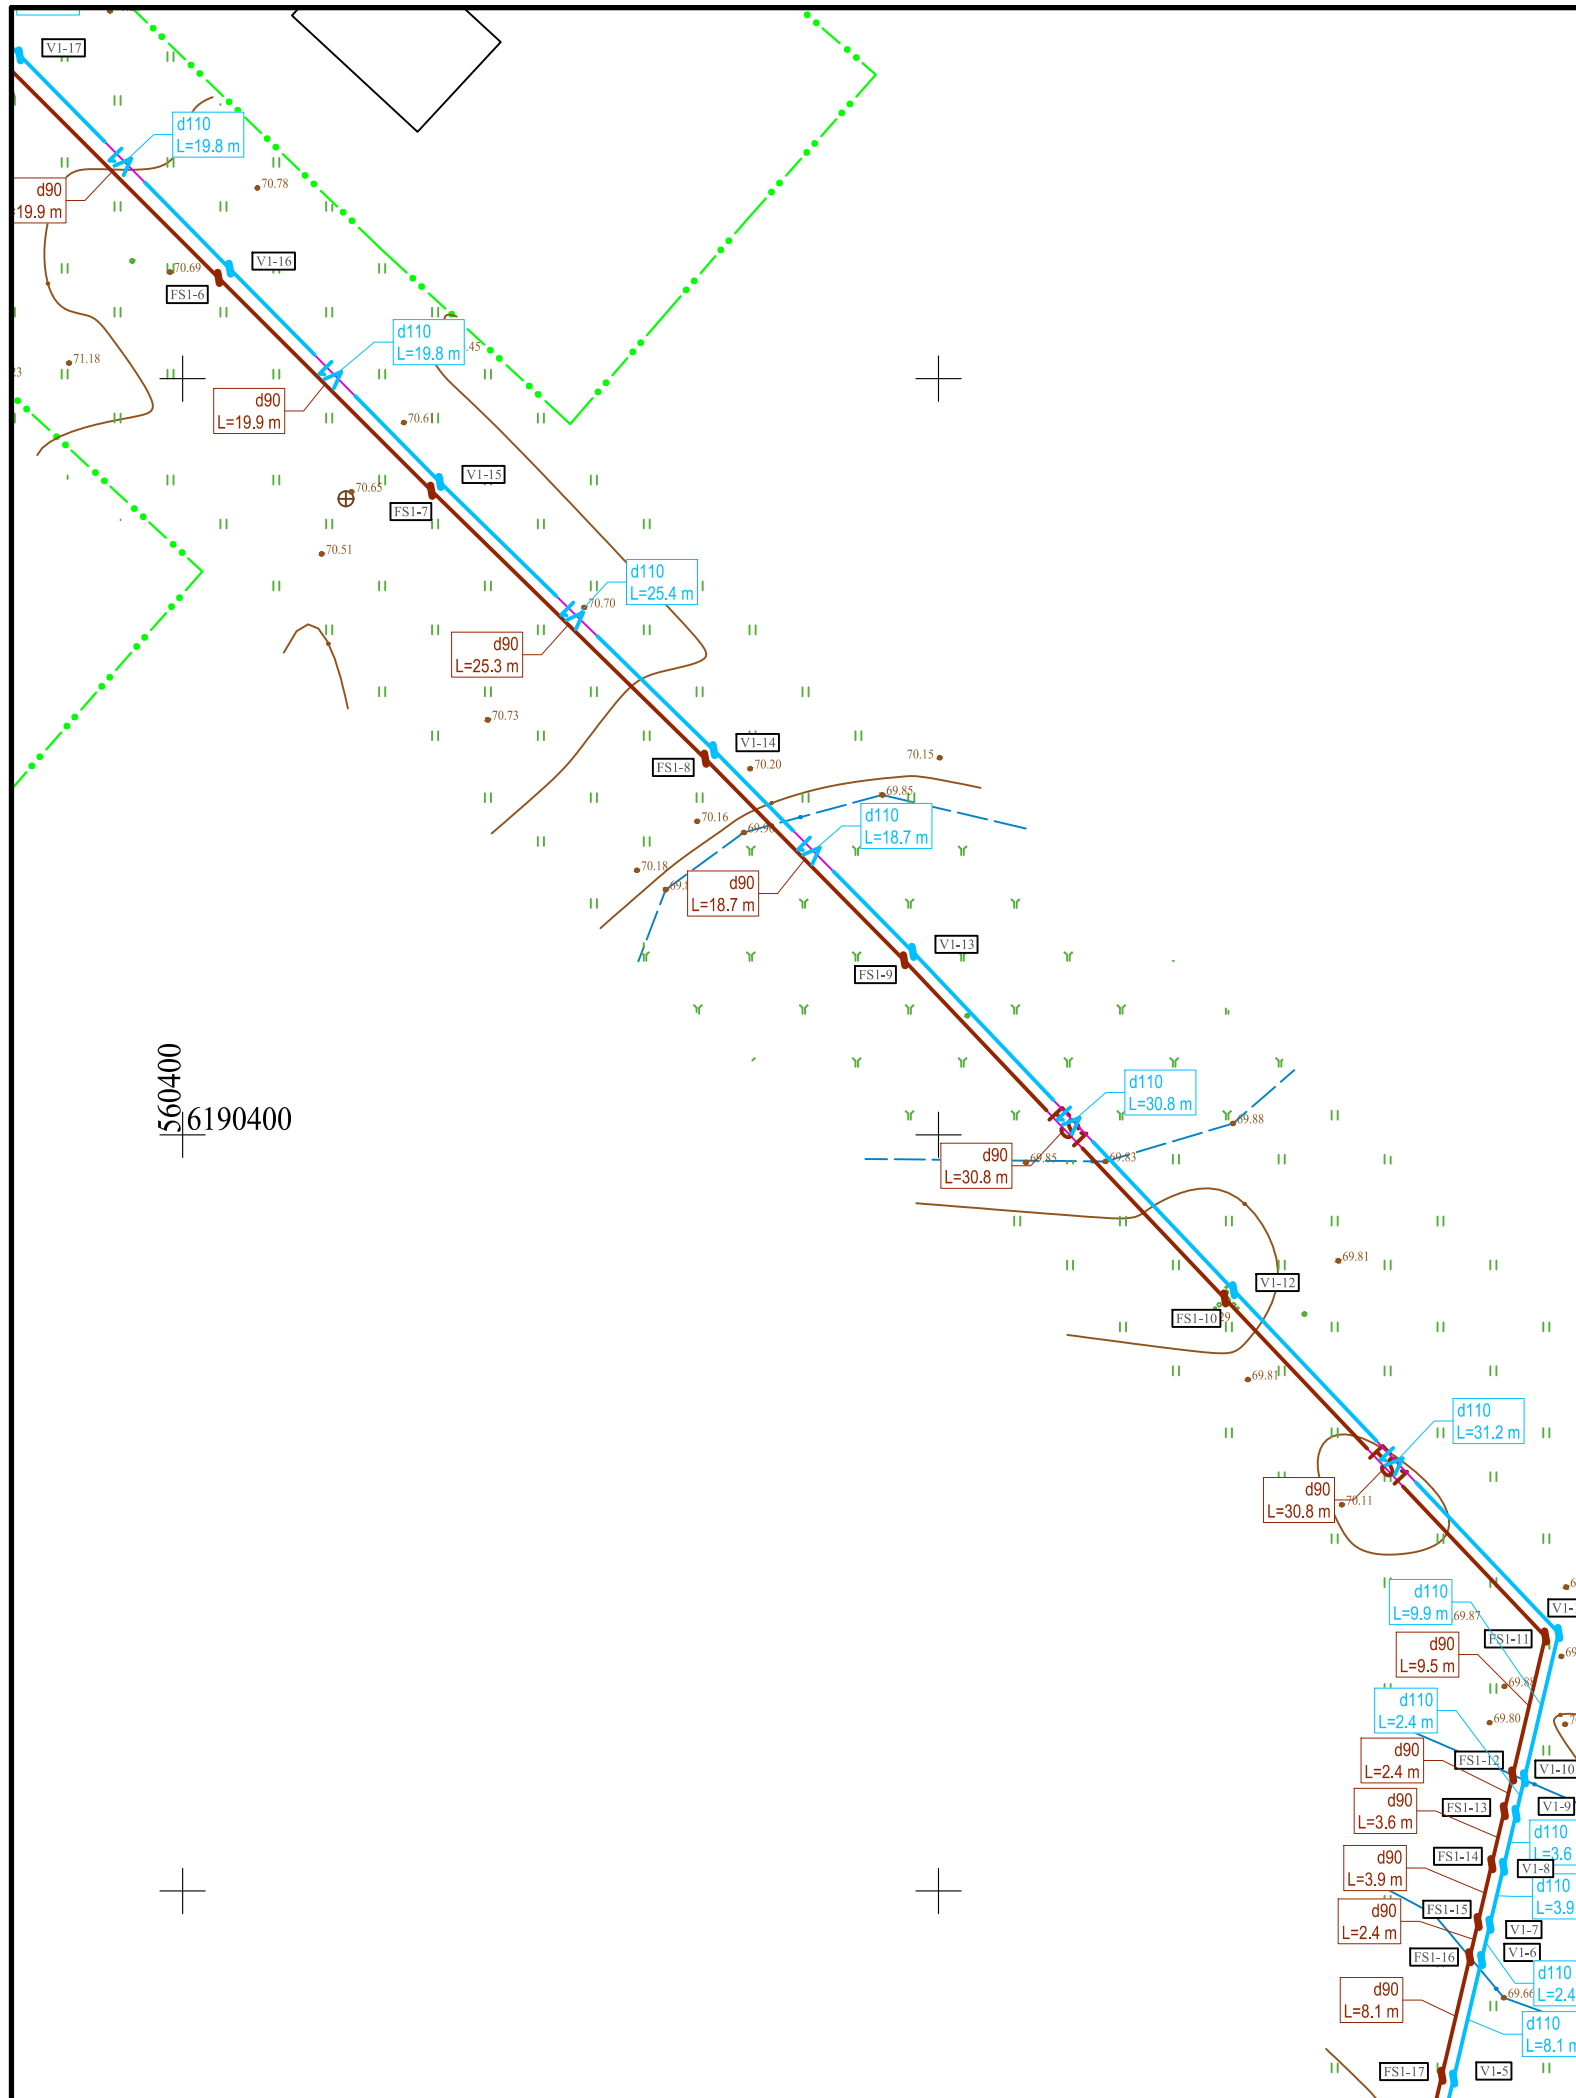 V1-17
d110
L=19.8 m
d90
=19.9 m
70.78
V1-16
70.69
FS1-6
d110
L=19.8 m
.45
71.18
23
d90
L=19.9 m
70.61
V1-15
70.65
FS1-7
70.51
d110
L=25.4 m
70.70
d90
L=25.3 m
70.73
V1-14
70.15
FS1-8
70.20
69.85
d110
L=18.7 m
70.16
70.18
d90
L=18.7 m
V1-13
FS1-9
560400
6190400
d110
L=30.8 m
69.88
d90
L=30.8 m
69.85
69.83
69.81
V1-12
FS1-10
29
69.81
d110
L=31.2 m
d90
L=30.8 m
70.11
d110
L=9.9 m
69.87
V1-
FS1-11
d90
L=9.5 m
69
d110
L=2.4 m
69.80
d90
L=2.4 m
FS1-12
V1-10
d90
L=3.6 m
FS1-13
V1-9
d110
L=3.6
FS1-14
V1-8
d90
L=3.9 m
d110
L=3.9
FS1-15
d90
L=2.4 m
V1-7
FS1-16
V1-6
d110
L=2.4
d90
L=8.1 m
69.66
d110
L=8.1 m
FS1-17
V1-5